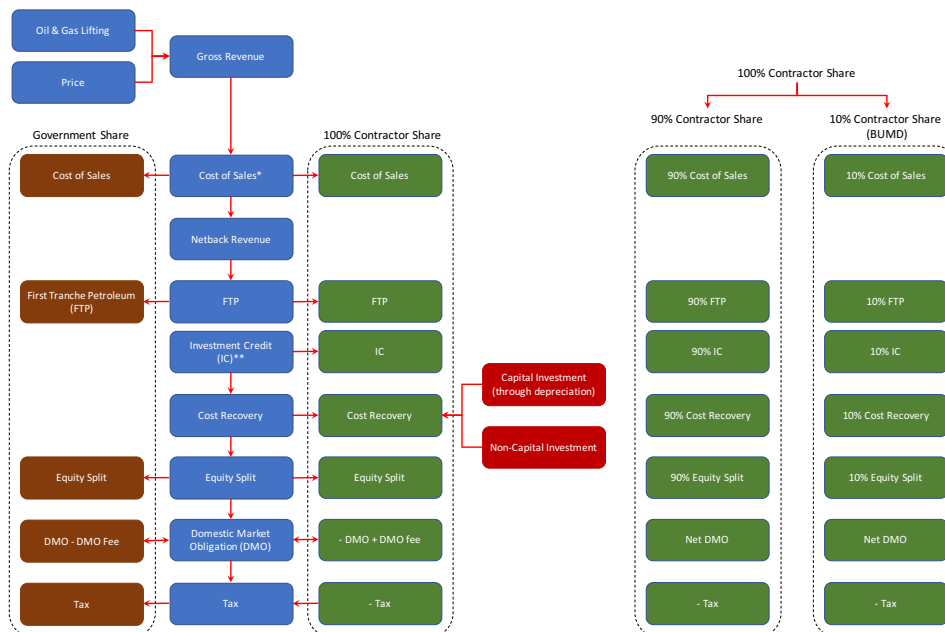 Oil & Gas Lifting
Gross Revenue
Price
100% Contractor Share
90% Contractor Share
10% Contractor Share
(BUMD)
Government Share
100% Contractor Share
Cost of Sales
Cost of Sales*
Cost of Sales
90% Cost of Sales
10% Cost of Sales
Netback Revenue
First Tranche Petroleum
(FTP)
FTP
FTP
90% FTP
10% FTP
Investment Credit
(IC)**
IC
90% IC
10% IC
Capital Investment
(through depreciation)
Cost Recovery
Cost Recovery
90% Cost Recovery
10% Cost Recovery
Non-Capital Investment
Equity Split
Equity Split
Equity Split
90% Equity Split
10% Equity Split
DMO - DMO Fee
Domestic Market
Obligation (DMO)
- DMO + DMO fee
Net DMO
Net DMO
Tax
Tax
- Tax
- Tax
- Tax